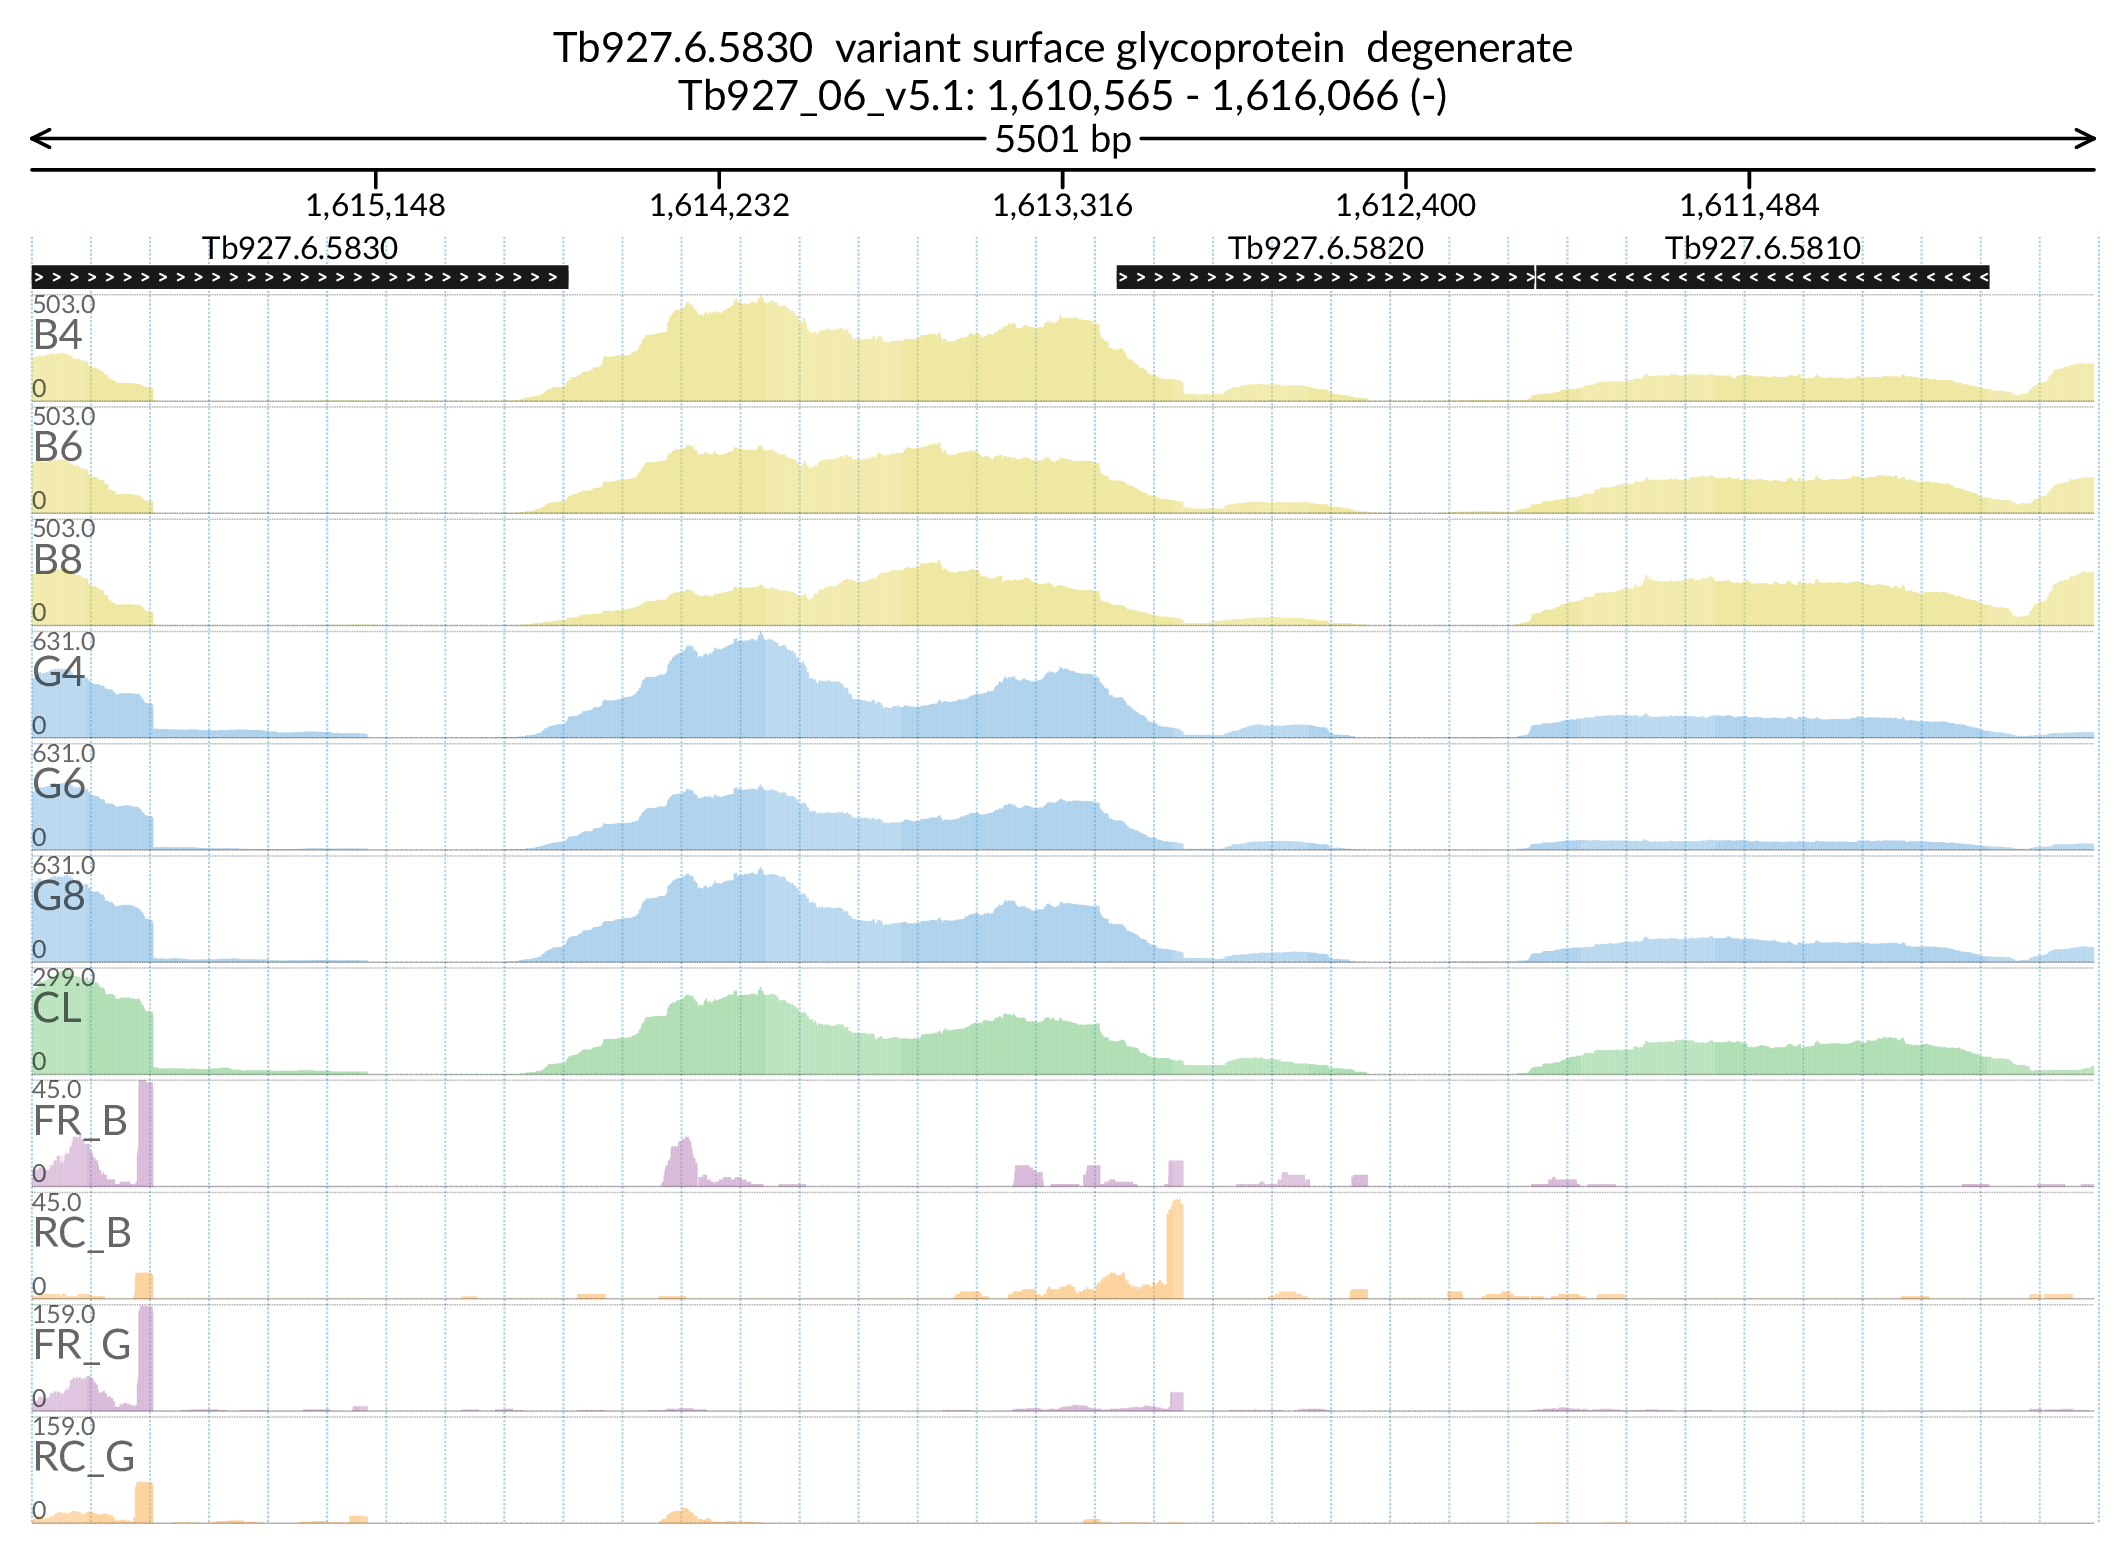 Tb927.6.5830 variant surface glycoprotein degenerate
Tb927_06_v5.1: 1,610,565 - 1,616,066 (-)
5501 bp
1,615,148 1,614,232 1,613,316 1,612,400 1,611,484
Tb927.6.5830 Tb927.6.5820 Tb927.6.5810
503.0
B4
0
503.0
B6
0
503.0
B8
0
631.0
G4
0
631.0
G6
0
631.0
G8
0
299.0
CL
0
45.0
FR_B
0
45.0
RC_B
0
159.0
FR_G
0
159.0
RC_G
0